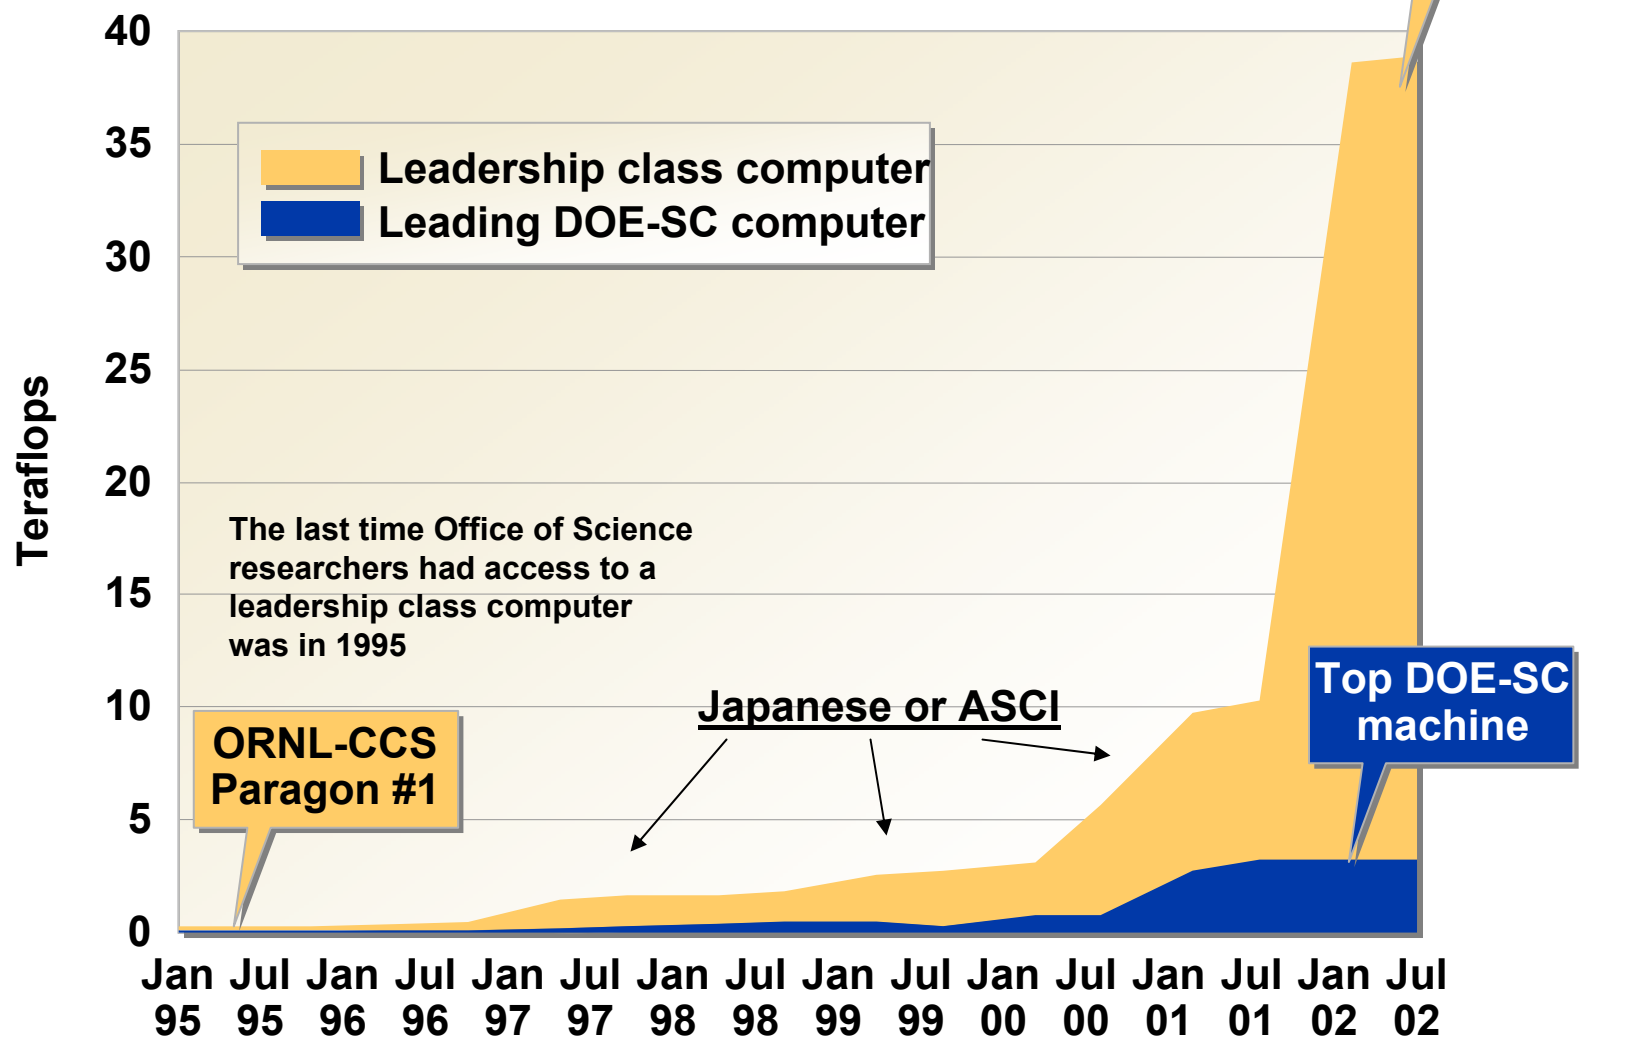 40
35
30
25
20
15
10
5
0
Teraflops
Leadership class computer
Leading DOE-SC computer
The last time Office of Science
researchers had access to a
leadership class computer
was in 1995
Japanese or ASCI
ORNL-CCS
Paragon #1
Top DOE-SC
machine
Jan Jul Jan Jul Jan Jul Jan Jul Jan Jul Jan Jul Jan Jul Jan Jul
95 95 96 96 97 97 98 98 99 99 00 00 01 01 02 02